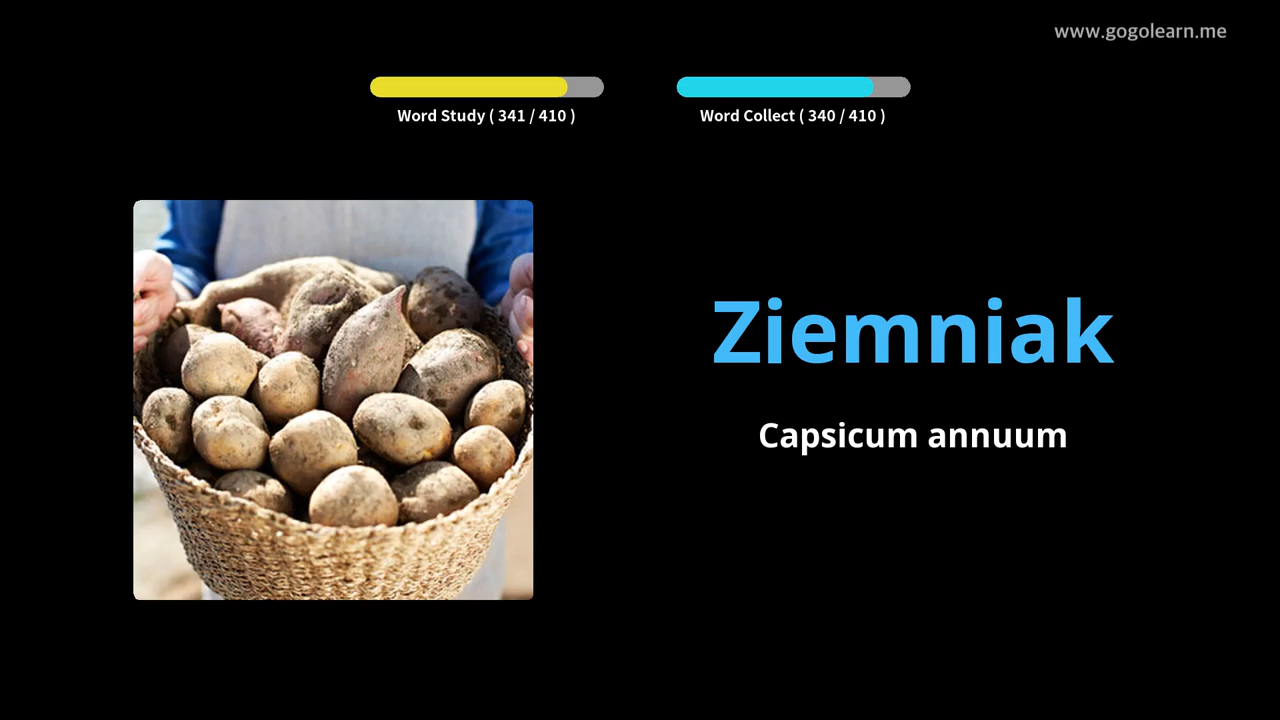 www.gogolearn.me
Word Study ( 341 / 410 )
Word Collect ( 340 / 410 )
Ziemniak
Capsicum annuum